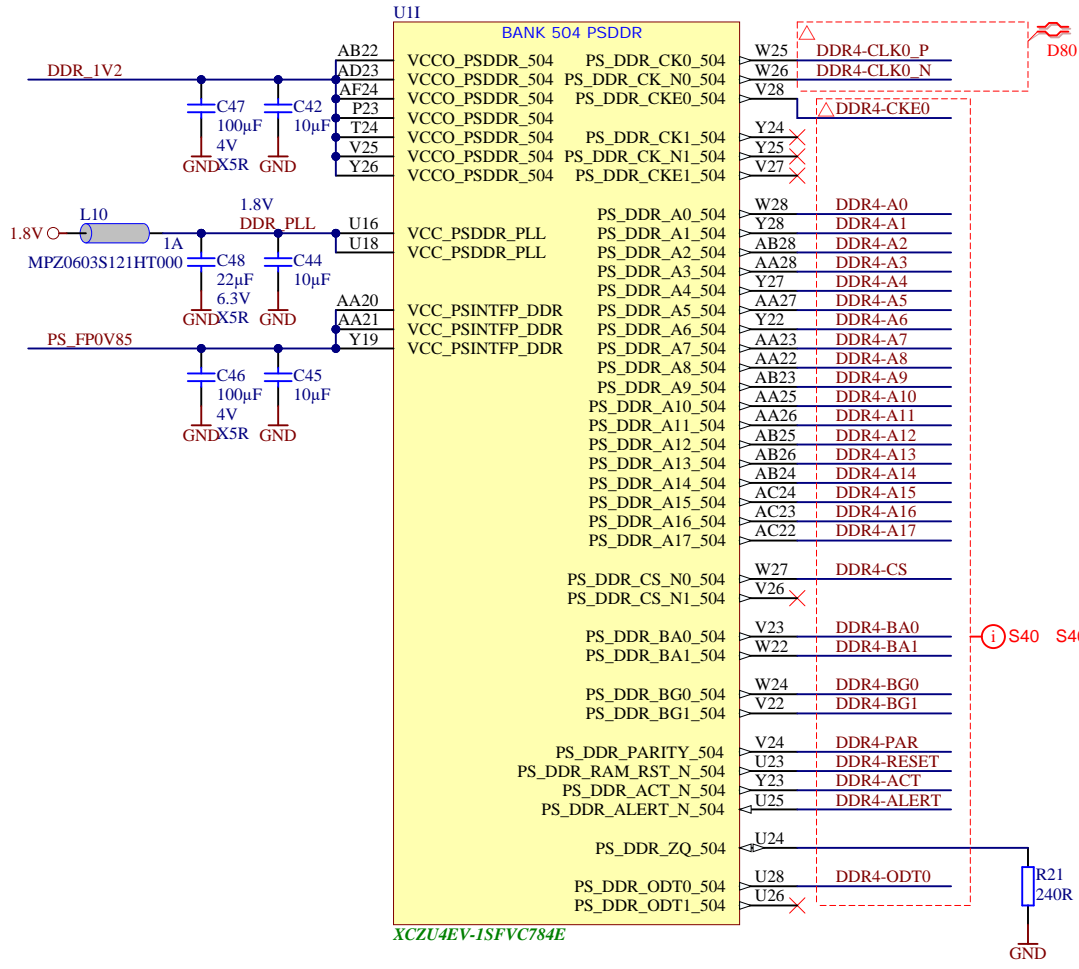 U1I
BANK 504 PSDDR
DDR_1V2
AB22 VCCO_PSDDR_504
AD23 VCCO_PSDDR_504
AF24 VCCO_PSDDR_504
P23 VCCO_PSDDR_504
T24 VCCO_PSDDR_504
V25 VCCO_PSDDR_504
Y26 VCCO_PSDDR_504
C47
100µF
4V
X5R
GND
C42
10µF
GND
1.8V
L10
1A
MPZ0603S121HT000
1.8V
DDR_PLL
U16 VCC_PSDDR_PLL
U18 VCC_PSDDR_PLL
C48
22µF
6.3V
X5R
GND
C44
10µF
GND
PS_FP0V85
AA20 VCC_PSINTFP_DDR
AA21 VCC_PSINTFP_DDR
Y19 VCC_PSINTFP_DDR
C46
100µF
4V
X5R
GND
C45
10µF
GND
PS_DDR_CK0_504 W25 DDR4-CLK0_P
PS_DDR_CK_N0_504 W26 DDR4-CLK0_N
PS_DDR_CKE0_504 V28 DDR4-CKE0
D80
PS_DDR_CK1_504 Y24
PS_DDR_CK_N1_504 Y25
PS_DDR_CKE1_504 V27
PS_DDR_A0_504 W28 DDR4-A0
PS_DDR_A1_504 Y28 DDR4-A1
PS_DDR_A2_504 AB28 DDR4-A2
PS_DDR_A3_504 AA28 DDR4-A3
PS_DDR_A4_504 Y27 DDR4-A4
PS_DDR_A5_504 AA27 DDR4-A5
PS_DDR_A6_504 Y22 DDR4-A6
PS_DDR_A7_504 AA23 DDR4-A7
PS_DDR_A8_504 AA22 DDR4-A8
PS_DDR_A9_504 AB23 DDR4-A9
PS_DDR_A10_504 AA25 DDR4-A10
PS_DDR_A11_504 AA26 DDR4-A11
PS_DDR_A12_504 AB25 DDR4-A12
PS_DDR_A13_504 AB26 DDR4-A13
PS_DDR_A14_504 AB24 DDR4-A14
PS_DDR_A15_504 AC24 DDR4-A15
PS_DDR_A16_504 AC23 DDR4-A16
PS_DDR_A17_504 AC22 DDR4-A17
PS_DDR_CS_N0_504 W27 DDR4-CS
PS_DDR_CS_N1_504 V26
PS_DDR_BA0_504 V23 DDR4-BA0
PS_DDR_BA1_504 W22 DDR4-BA1
i S40
PS_DDR_BG0_504 W24 DDR4-BG0
PS_DDR_BG1_504 V22 DDR4-BG1
PS_DDR_PARITY_504 V24 DDR4-PAR
PS_DDR_RAM_RST_N_504 U23 DDR4-RESET
PS_DDR_ACT_N_504 Y23 DDR4-ACT
PS_DDR_ALERT_N_504 U25 DDR4-ALERT
PS_DDR_ZQ_504 U24
R21
240R
GND
PS_DDR_ODT0_504 U28 DDR4-ODT0
PS_DDR_ODT1_504 U26
XCZU4EV-1SFVC784E